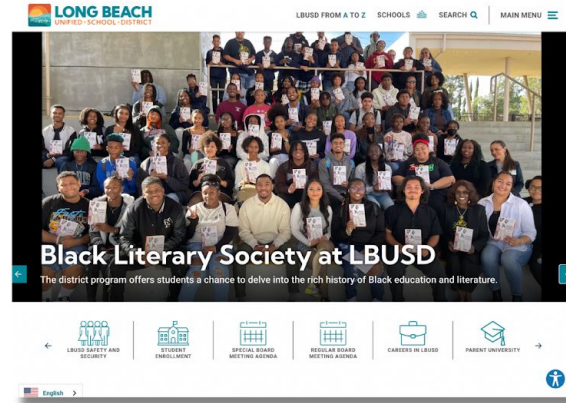 LONG BEACH
UNIFIED • SCHOOL • DISTRICT
LBUSD FROM A TO Z
SCHOOLS
SEARCH
MAIN MENU
Black Literary Society at LBUSD
The district program offers students a chance to delve into the rich history of Black education and literature.
LBUSD SAFETY AND
SECURITY
STUDENT
ENROLLMENT
SPECIAL BOARD
MEETING AGENDA
REGULAR BOARD
MEETING AGENDA
CAREERS IN LBUSD
PARENT UNIVERSITY
English